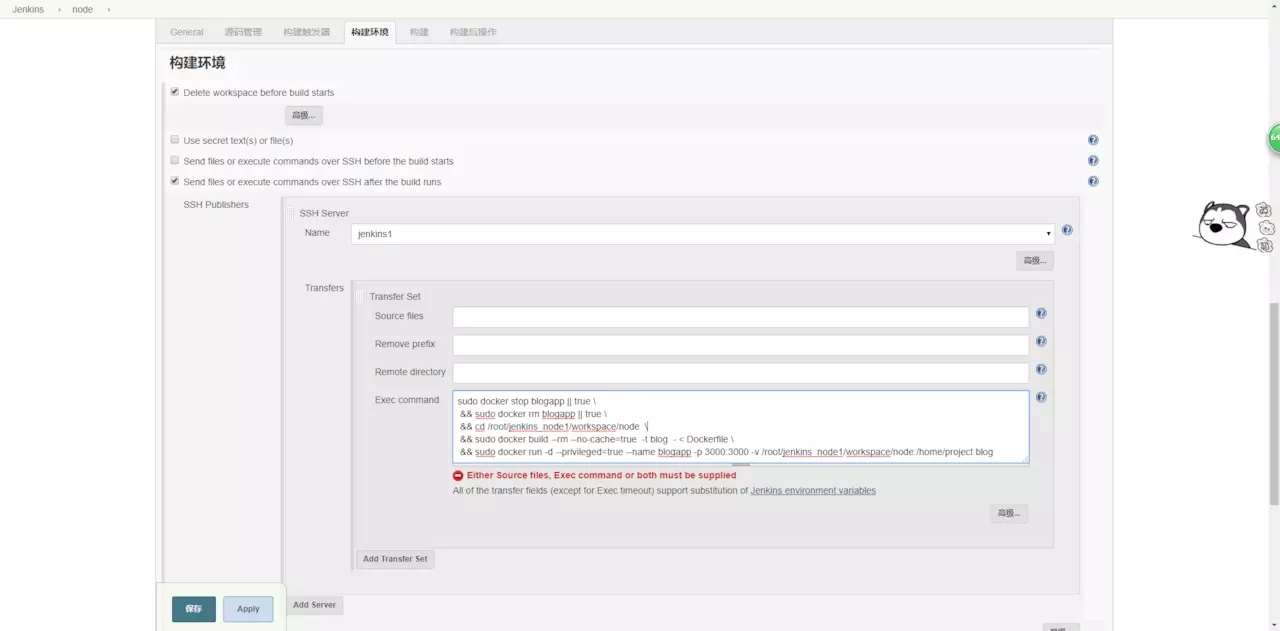 Jenkins › node ›
General 源码管理 构建触发器 构建环境 构建 构建后操作
构建环境
Delete workspace before build starts
高级...
Use secret text(s) or file(s)
Send files or execute commands over SSH before the build starts
Send files or execute commands over SSH after the build runs
SSH Publishers
SSH Server
Name
jenkins1
高级...
Transfers
Transfer Set
Source files
Remove prefix
Remote directory
Exec command
sudo docker stop blogapp || true \
&& sudo docker rm blogapp || true \
&& cd /root/jenkins_node1/workspace/node \
&& sudo docker build --rm --no-cache=true -t blog - < Dockerfile \
&& sudo docker run -d --privileged=true --name blogapp -p 3000:3000 -v /root/jenkins_node1/workspace/node:/home/project blog
Either Source files, Exec command or both must be supplied
All of the transfer fields (except for Exec timeout) support substitution of Jenkins environment variables
高级...
Add Transfer Set
保存 Apply
Add Server